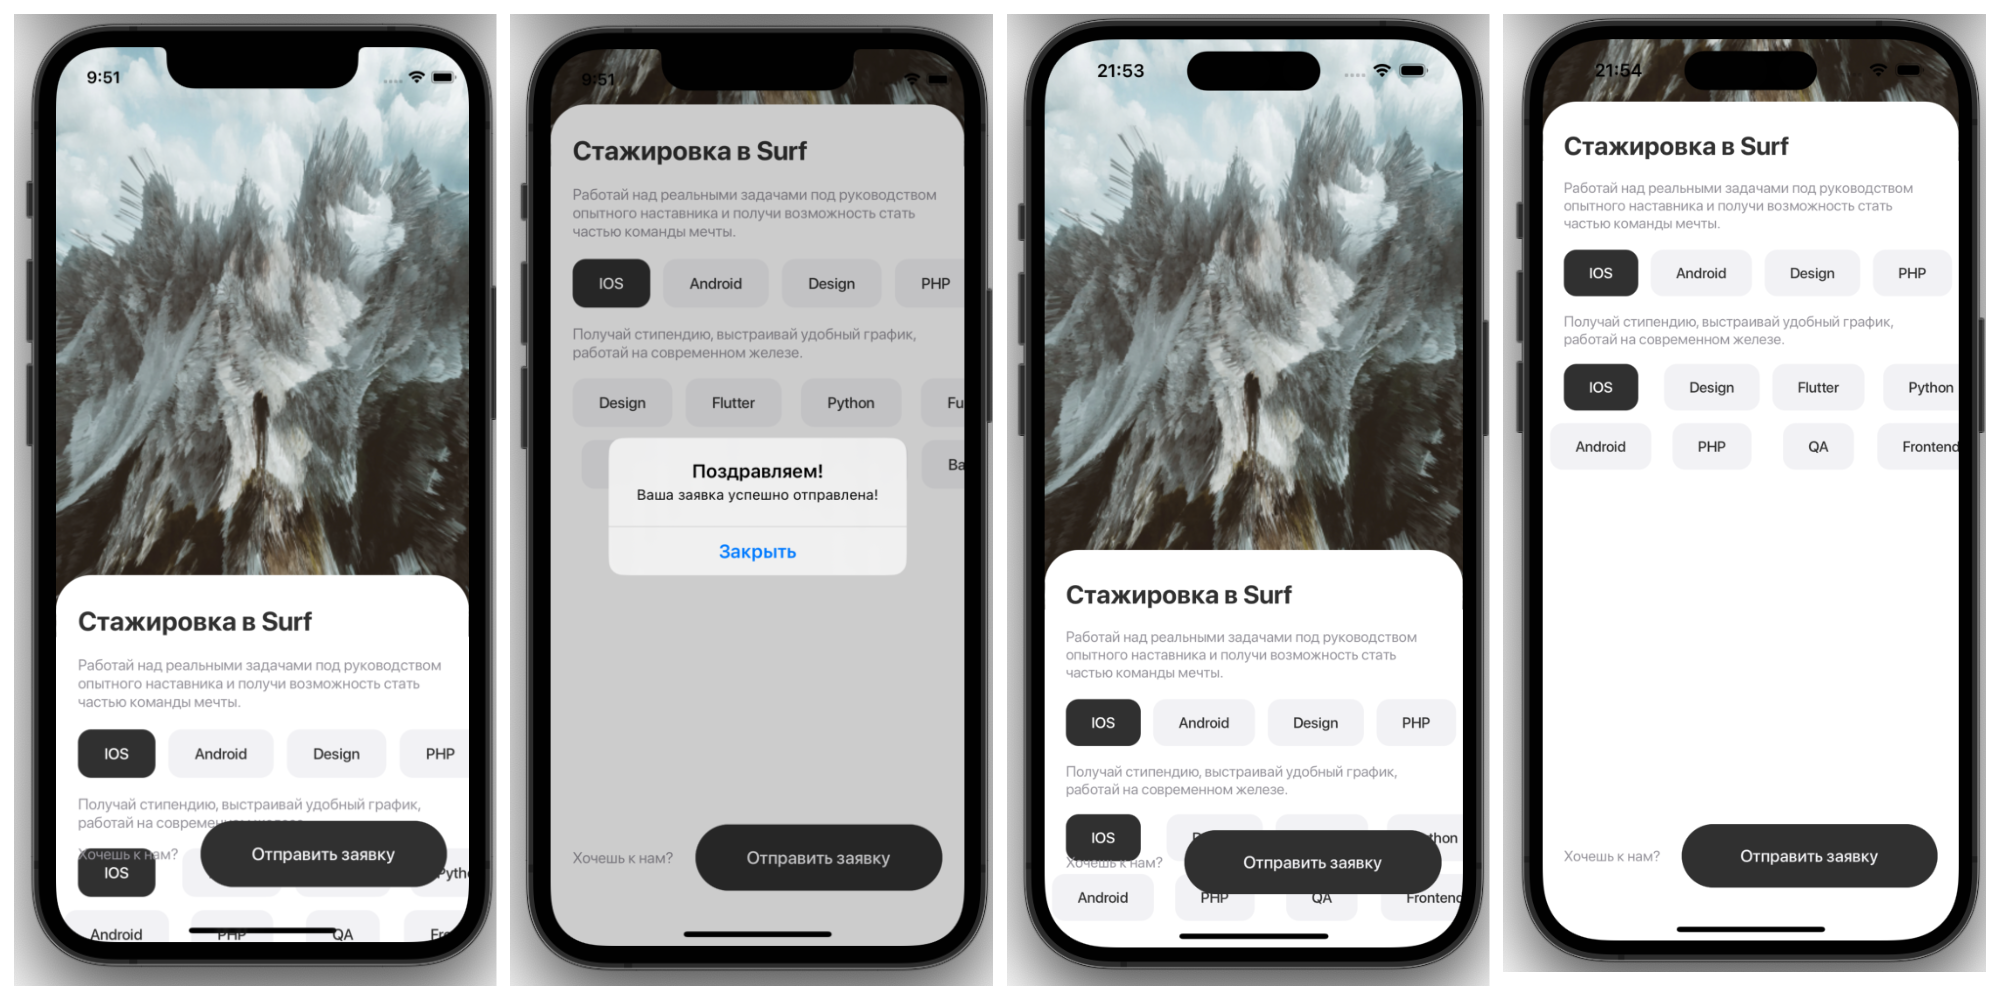 9:51
Стажировка в Surf
Работай над реальными задачами под руководством
опытного наставника и получи возможность стать
частью команды мечты.
IOS Android Design PHP
Получай стипендию, выстраивай удобный график,
работай на
Хочешь к нам? Отправить заявку
IOS
Android PHP QA
9:51
Стажировка в Surf
Работай над реальными задачами под руководством
опытного наставника и получи возможность стать
частью команды мечты.
IOS Android Design PHP
Получай стипендию, выстраивай удобный график,
работай на современном железе.
Design Flutter Python Fu
Ba
Поздравляем!
Ваша заявка успешно отправлена!
Закрыть
Хочешь к нам? Отправить заявку
21:53
Стажировка в Surf
Работай над реальными задачами под руководством
опытного наставника и получи возможность стать
частью команды мечты.
IOS Android Design PHP
Получай стипендию, выстраивай удобный график,
работай на современном железе.
IOS thon
Хочешь к нам? Отправить заявку
Android PHP QA Frontend
21:54
Стажировка в Surf
Работай над реальными задачами под руководством
опытного наставника и получи возможность стать
частью команды мечты.
IOS Android Design PHP
Получай стипендию, выстраивай удобный график,
работай на современном железе.
IOS Design Flutter Python
Android PHP QA Frontend
Хочешь к нам? Отправить заявку